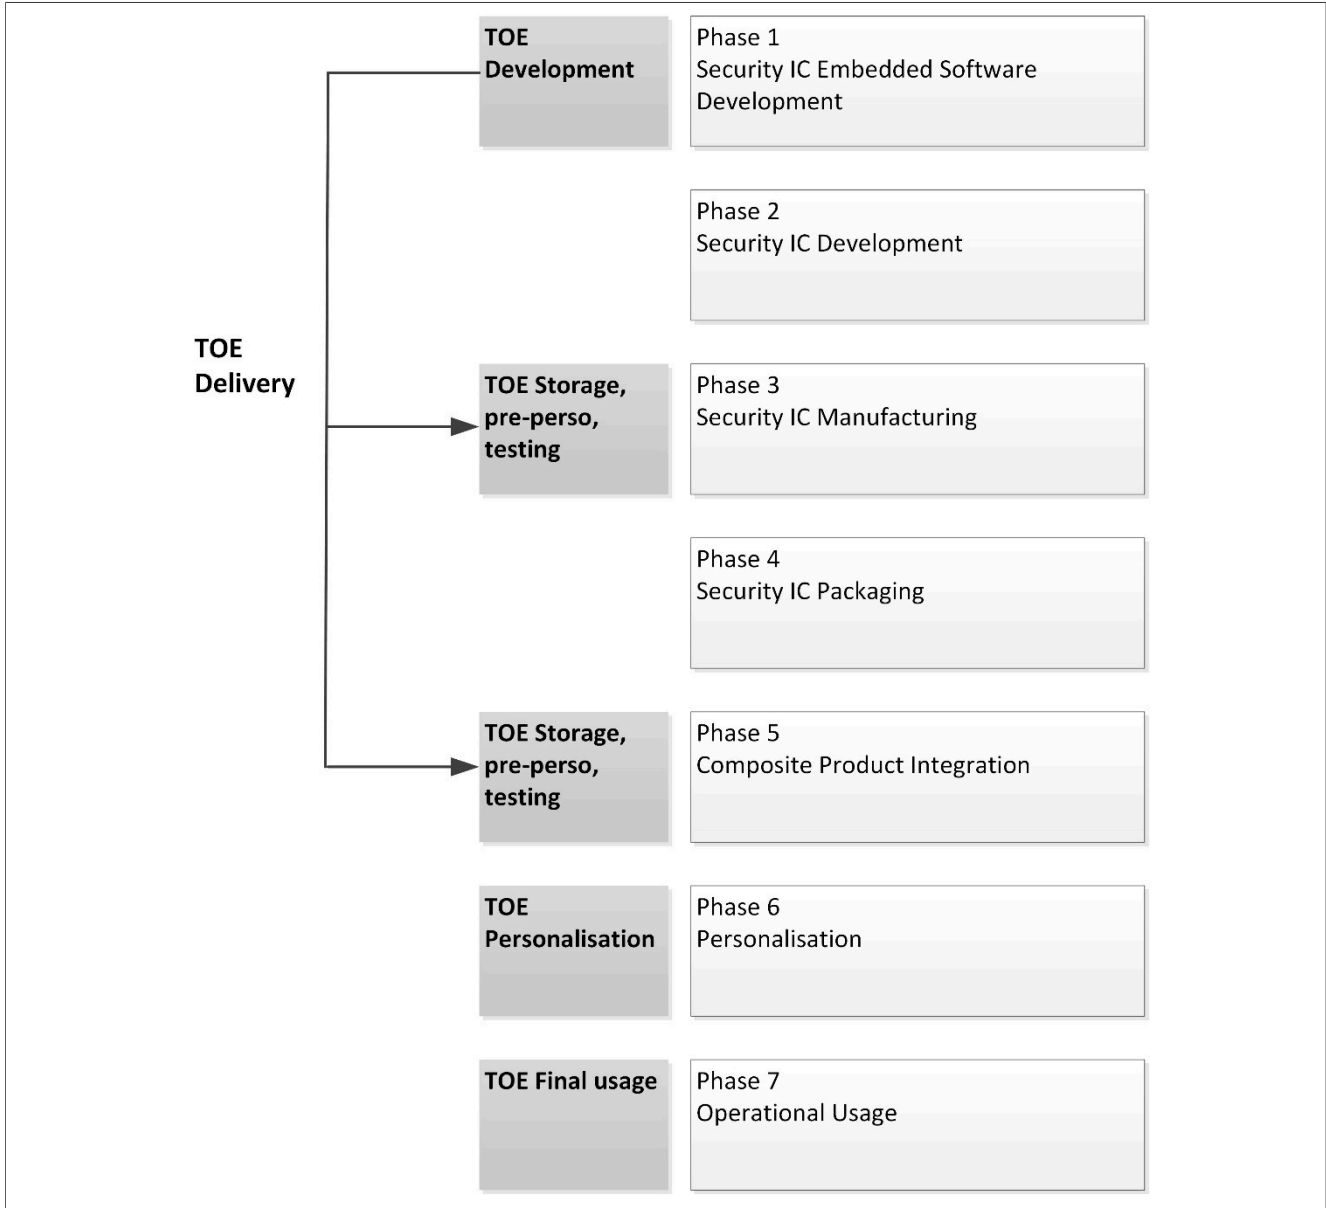 TOE
Development
Phase 1
Security IC Embedded Software
Development
Phase 2
Security IC Development
TOE
Delivery
TOE Storage,
pre-perso,
testing
Phase 3
Security IC Manufacturing
Phase 4
Security IC Packaging
TOE Storage,
pre-perso,
testing
Phase 5
Composite Product Integration
TOE
Personalisation
Phase 6
Personalisation
TOE Final usage
Phase 7
Operational Usage